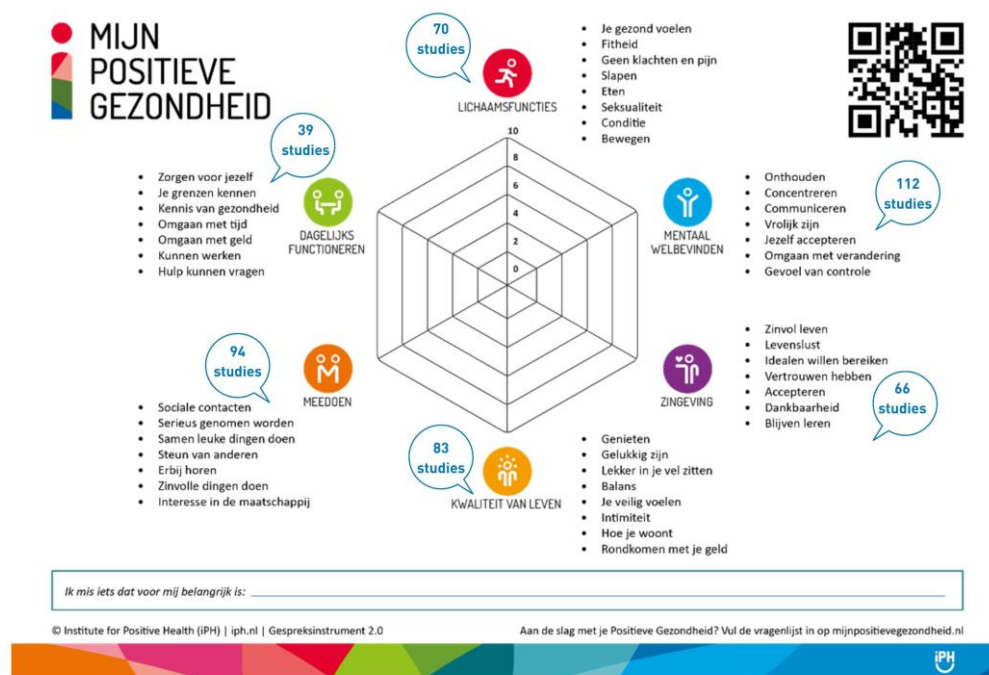 MIJN
POSITIEVE
GEZONDHEID
70
studies
LICHAAMSFUNCTIES
• Je gezond voelen
• Fitheid
• Geen klachten en pijn
• Slapen
• Eten
• Seksualiteit
• Conditie
• Bewegen
39
studies
• Zorgen voor jezelf
• Je grenzen kennen
• Kennis van gezondheid
• Omgaan met tijd
• Omgaan met geld
• Kunnen werken
• Hulp kunnen vragen
DAGELIJKS
FUNCTIONEREN
10
8
6
4
2
0
MENTAAL
WELBEVINDEN
• Onthouden
• Concentreren
• Communiceren
• Vrolijk zijn
• Jezelf accepteren
• Omgaan met verandering
• Gevoel van controle
112
studies
94
studies
MEEDOEN
• Sociale contacten
• Serieus genomen worden
• Samen leuke dingen doen
• Steun van anderen
• Erbij horen
• Zinvolle dingen doen
• Interesse in de maatschappij
ZINGEVING
• Zinvol leven
• Levenslust
• Idealen willen bereiken
• Vertrouwen hebben
• Accepteren
• Dankbaarheid
• Blijven leren
66
studies
83
studies
KWALITEIT VAN LEVEN
• Genieten
• Gelukkig zijn
• Lekker in je vel zitten
• Balans
• Je veilig voelen
• Intimiteit
• Hoe je woont
• Rondkomen met je geld
Ik mis iets dat voor mij belangrijk is:
© Institute for Positive Health (iPH) | iph.nl | Gespreksinstrument 2.0
Aan de slag met je Positieve Gezondheid? Vul de vragenlijst in op mijnpositievegezondheid.nl
iPH